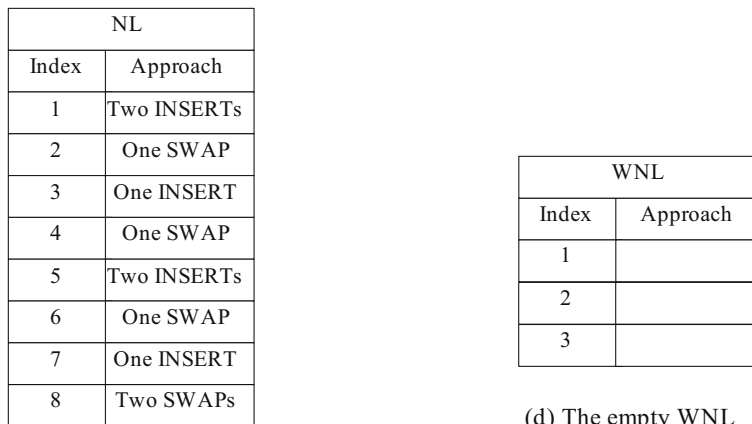 NL
Index Approach
1 Two INSERTs
2 One SWAP
3 One INSERT
4 One SWAP
5 Two INSERTs
6 One SWAP
7 One INSERT
8 Two SWAPs
WNL
Index Approach
1
2
3
(d) The empty WNL